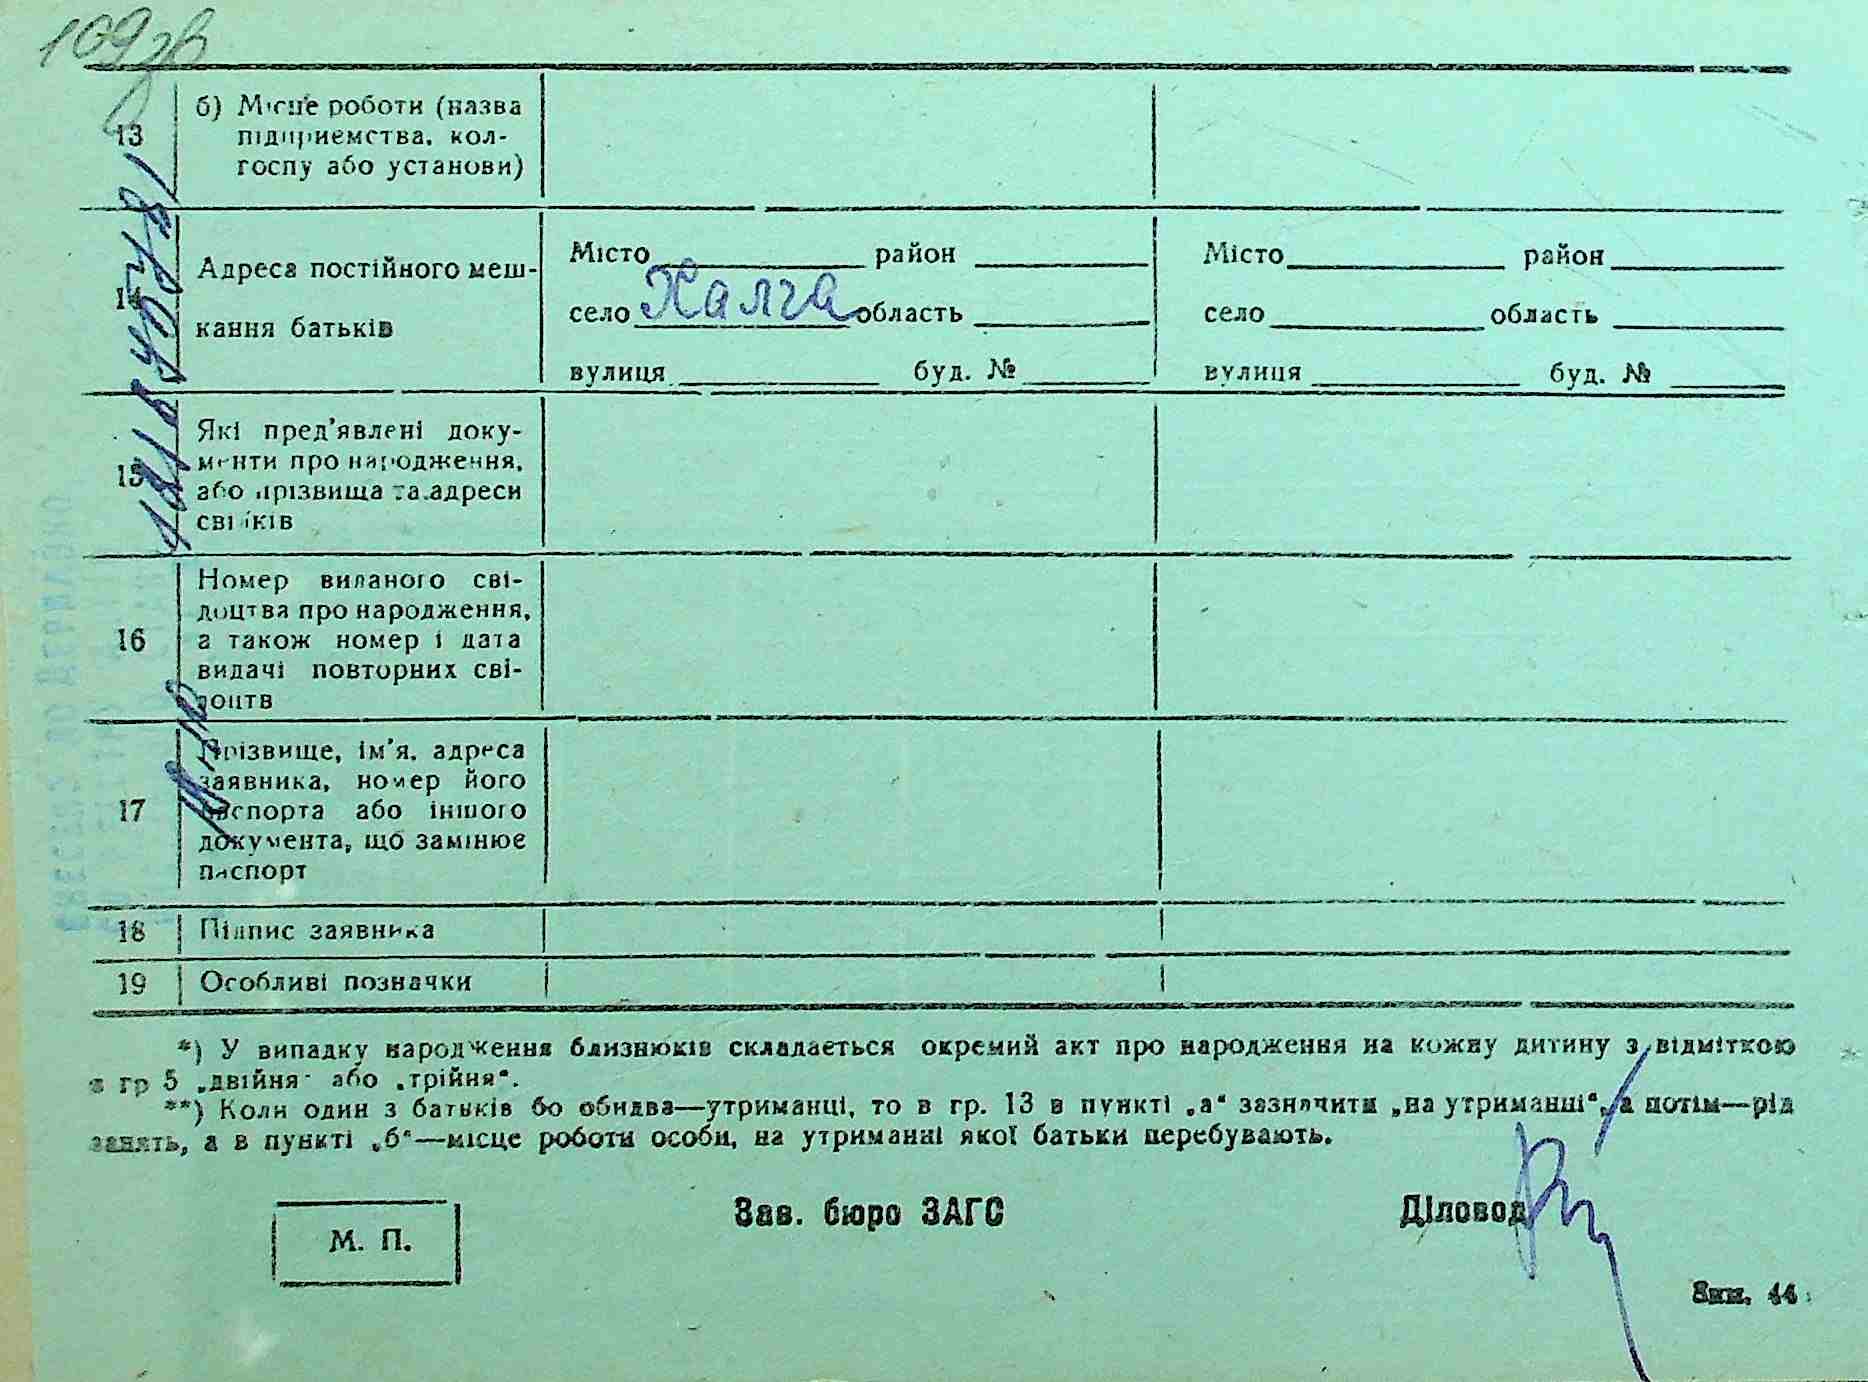 109зв
13
б) Місце роботи (назва
підприємства, кол-
госпу або установи)
14
Адреса постійного меш-
кання батьків
Місто район
село Халча область
вулиця буд. №
Місто район
село область
вулиця буд. №
15
Які пред'явлені доку-
менти про народження,
або прізвища та адреси
свідків
16
Номер виданого сві-
доцтва про народження,
а також номер і дата
видачі повторних сві-
доцтв
17
Прізвище, ім'я, адреса
заявника, номер його
паспорта або іншого
документа, що замінює
паспорт
18
Підпис заявника
19
Особливі позначки
*) У випадку народження близнюків складається окремий акт про народження на кожну дитину з відміткою
в гр 5 „двійня" або „трійня".
**) Коли один з батьків бо обидва—утриманці, то в гр. 13 в пункті „а" зазначити „на утриманні", а потім—рід
занять, а в пункті „б"—місце роботи особи, на утриманні якої батьки перебувають.
М. П.
Зав. бюро ЗАГС
Діловод
44